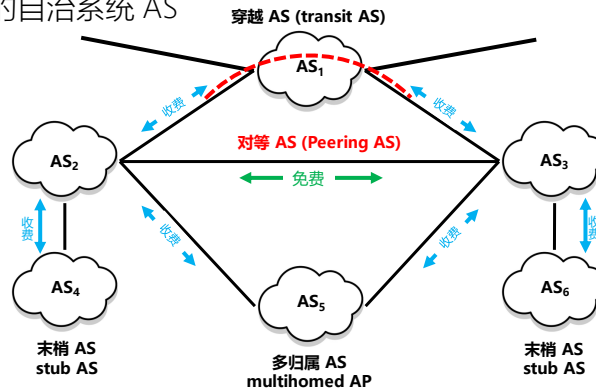 的自治系统 AS
穿越 AS (transit AS)
AS1
收费
收费
对等 AS (Peering AS)
AS2
AS3
免费
收费
收费
收费
收费
AS4
AS5
AS6
末梢 AS
stub AS
多归属 AS
multihomed AP
末梢 AS
stub AS